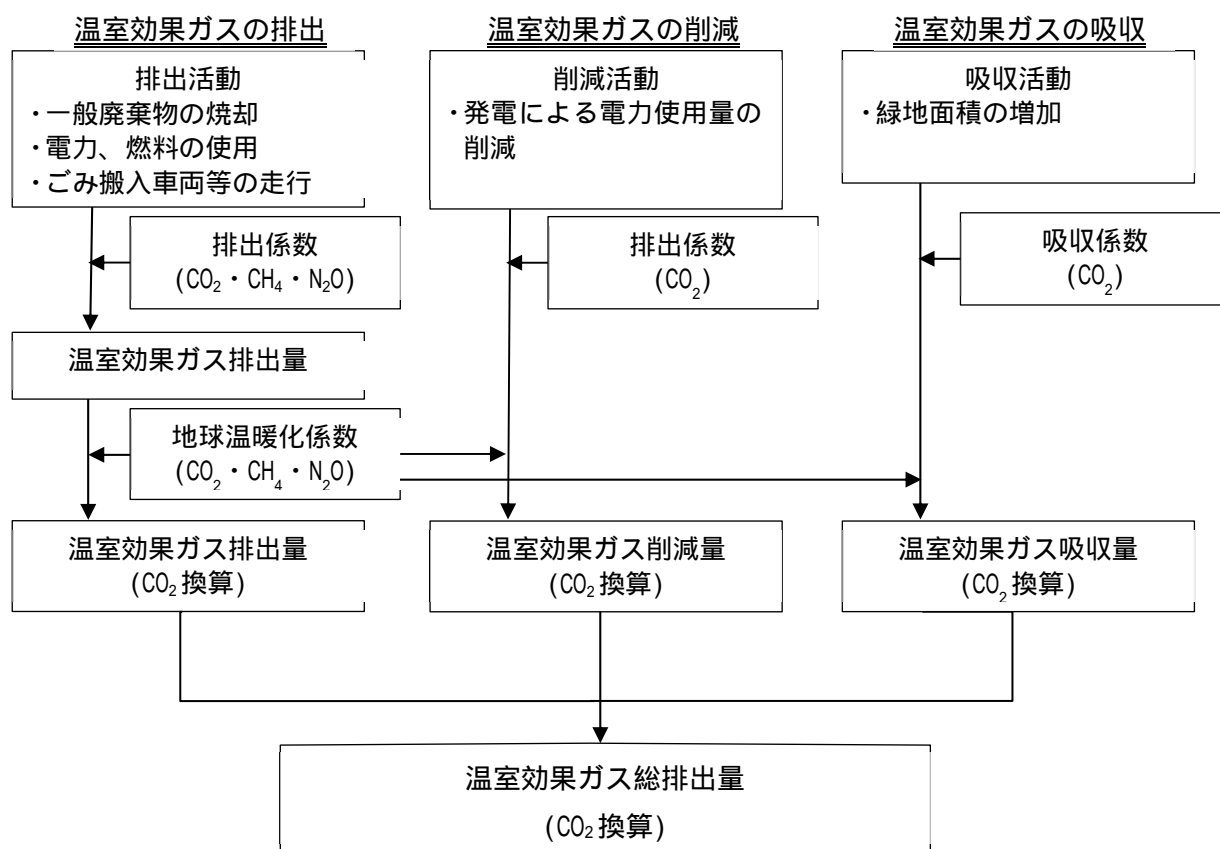 温室効果ガスの排出
排出活動
・一般廃棄物の焼却
・電力、燃料の使用
・ごみ搬入車両等の走行
排出係数
(CO₂・CH₄・N₂O)
温室効果ガス排出量
地球温暖化係数
(CO₂・CH₄・N₂O)
温室効果ガス排出量
(CO₂換算)
温室効果ガスの削減
削減活動
・発電による電力使用量の
削減
排出係数
(CO₂)
温室効果ガス削減量
(CO₂換算)
温室効果ガスの吸収
吸収活動
・緑地面積の増加
吸収係数
(CO₂)
温室効果ガス吸収量
(CO₂換算)
温室効果ガス総排出量
(CO₂換算)